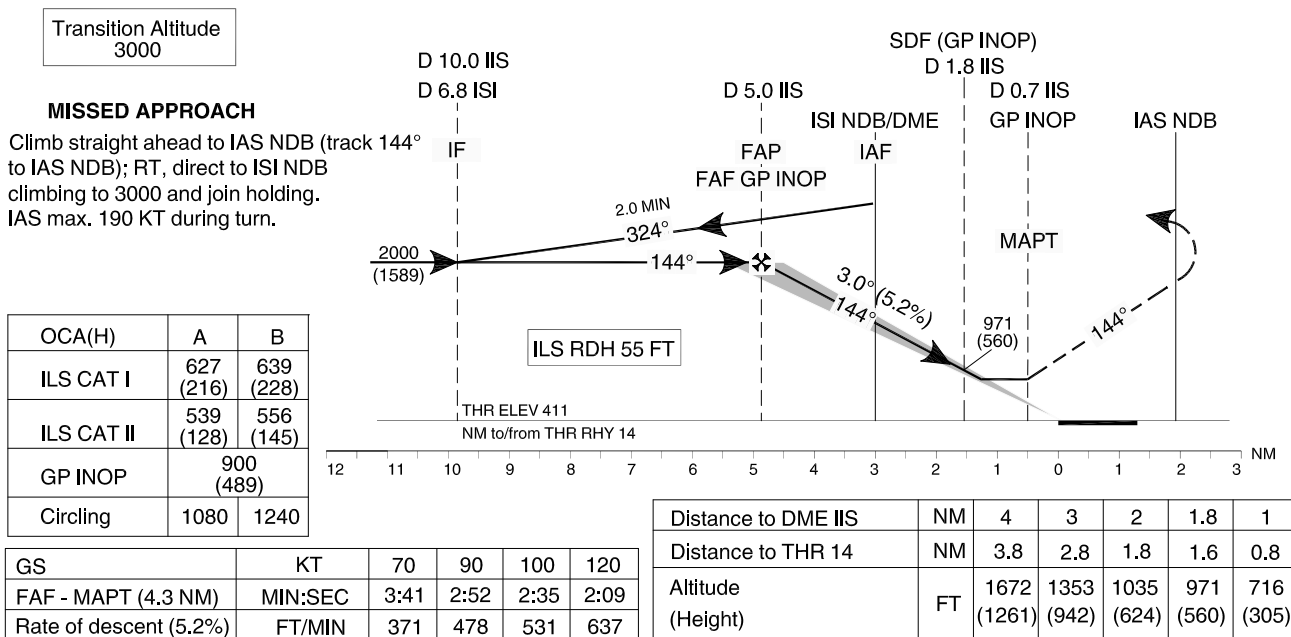 Transition Altitude
3000
MISSED APPROACH
Climb straight ahead to IAS NDB (track 144°
to IAS NDB); RT, direct to ISI NDB
climbing to 3000 and join holding.
IAS max. 190 KT during turn.
D 10.0 IIS
D 6.8 ISI
IF
D 5.0 IIS
FAP
FAF GP INOP
ISI NDB/DME
IAF
SDF (GP INOP)
D 1.8 IIS
D 0.7 IIS
GP INOP
MAPT
IAS NDB
2.0 MIN
324°
2000
(1589)
144°
3.0° (5.2%)
144°
971
(560)
144°
ILS RDH 55 FT
THR ELEV 411
NM to/from THR RHY 14
12 11 10 9 8 7 6 5 4 3 2 1 0 1 2 3 NM
OCA(H) A B
ILS CAT I 627 (216) 639 (228)
ILS CAT II 539 (128) 556 (145)
GP INOP 900 (489)
Circling 1080 1240
GS KT 70 90 100 120
FAF - MAPT (4.3 NM) MIN:SEC 3:41 2:52 2:35 2:09
Rate of descent (5.2%) FT/MIN 371 478 531 637
Distance to DME IIS NM 4 3 2 1.8 1
Distance to THR 14 NM 3.8 2.8 1.8 1.6 0.8
Altitude FT 1672 1353 1035 971 716
(Height) (1261) (942) (624) (560) (305)